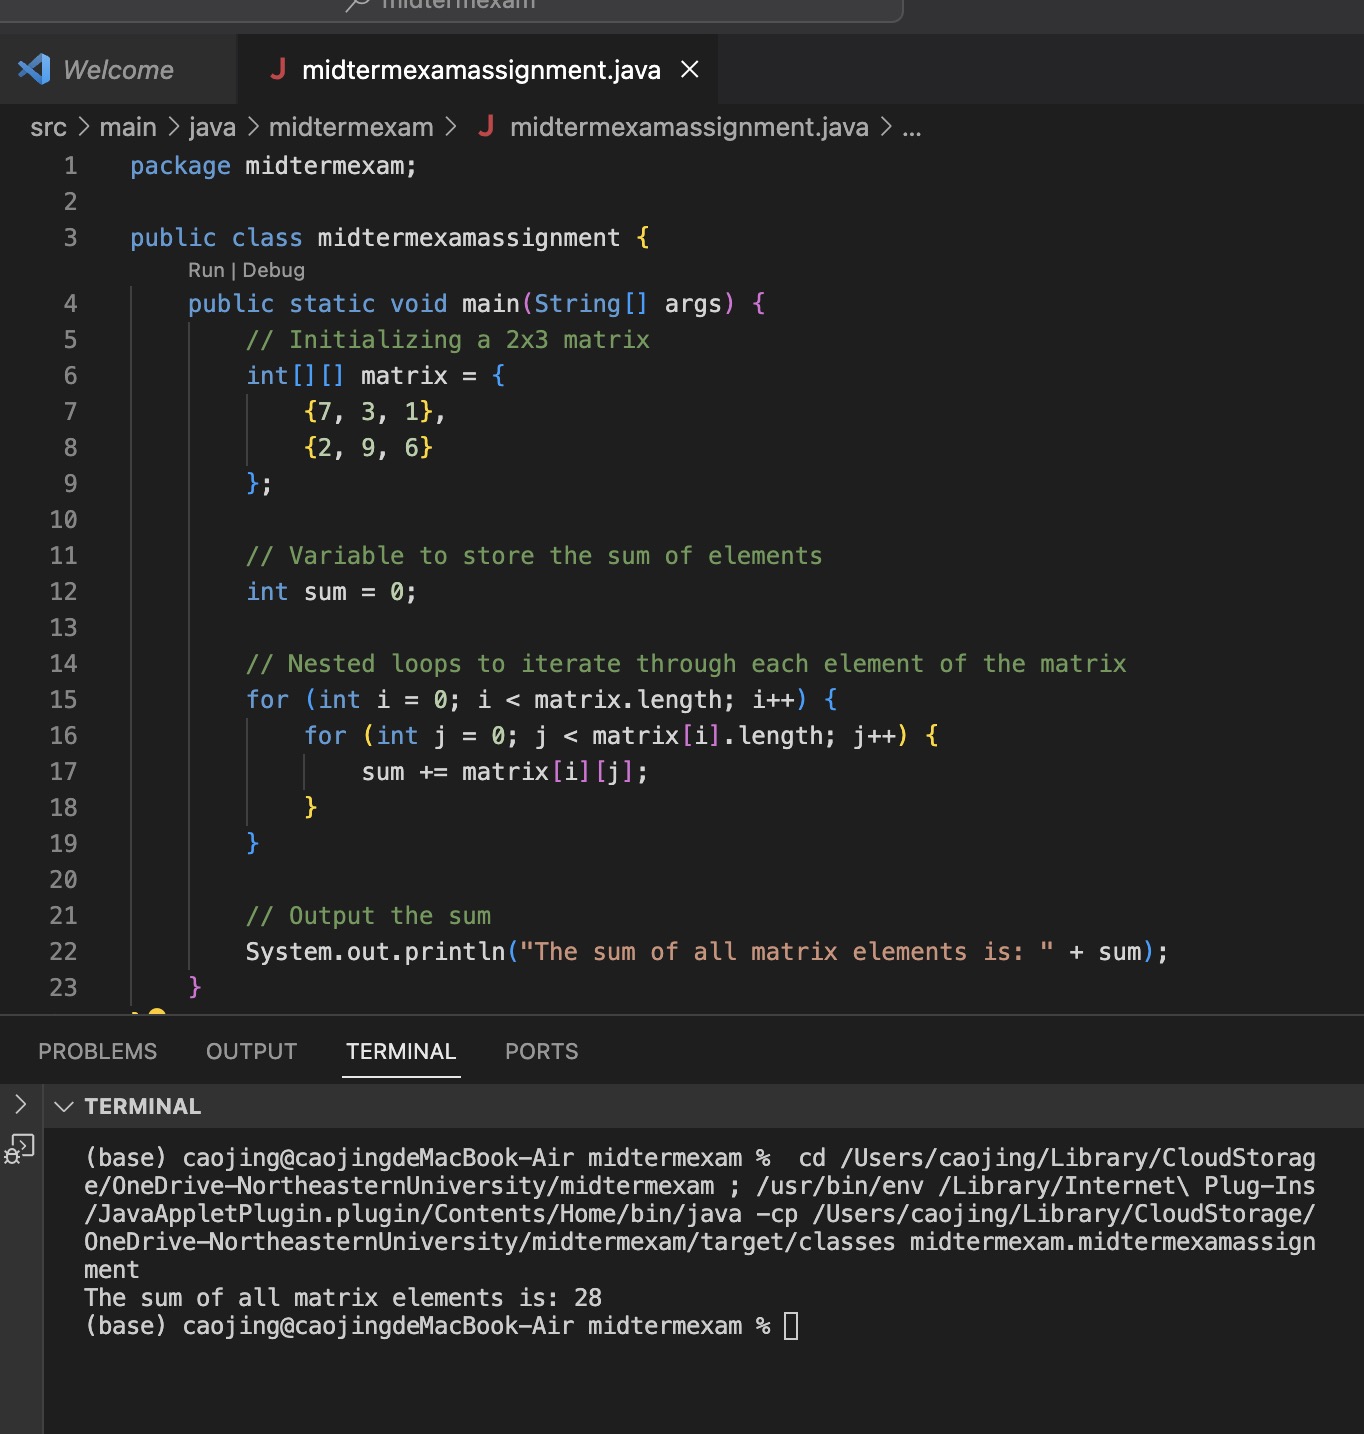 midtermexam
Welcome
midtermexamassignment.java
src > main > java > midtermexam > J midtermexamassignment.java > ...
1 package midtermexam;
2
3 public class midtermexamassignment {
Run | Debug
4 public static void main(String[] args) {
5 // Initializing a 2x3 matrix
6 int[][] matrix = {
7 {7, 3, 1},
8 {2, 9, 6}
9 };
10
11 // Variable to store the sum of elements
12 int sum = 0;
13
14 // Nested loops to iterate through each element of the matrix
15 for (int i = 0; i < matrix.length; i++) {
16 for (int j = 0; j < matrix[i].length; j++) {
17 sum += matrix[i][j];
18 }
19 }
20
21 // Output the sum
22 System.out.println("The sum of all matrix elements is: " + sum);
23 }
PROBLEMS OUTPUT TERMINAL PORTS
TERMINAL
(base) caojing@caojingdeMacBook-Air midtermexam %  cd /Users/caojing/Library/CloudStorag
e/OneDrive-NortheasternUniversity/midtermexam ; /usr/bin/env /Library/Internet\ Plug-Ins
/JavaAppletPlugin.plugin/Contents/Home/bin/java -cp /Users/caojing/Library/CloudStorage/
OneDrive-NortheasternUniversity/midtermexam/target/classes midtermexam.midtermexamassign
ment
The sum of all matrix elements is: 28
(base) caojing@caojingdeMacBook-Air midtermexam %